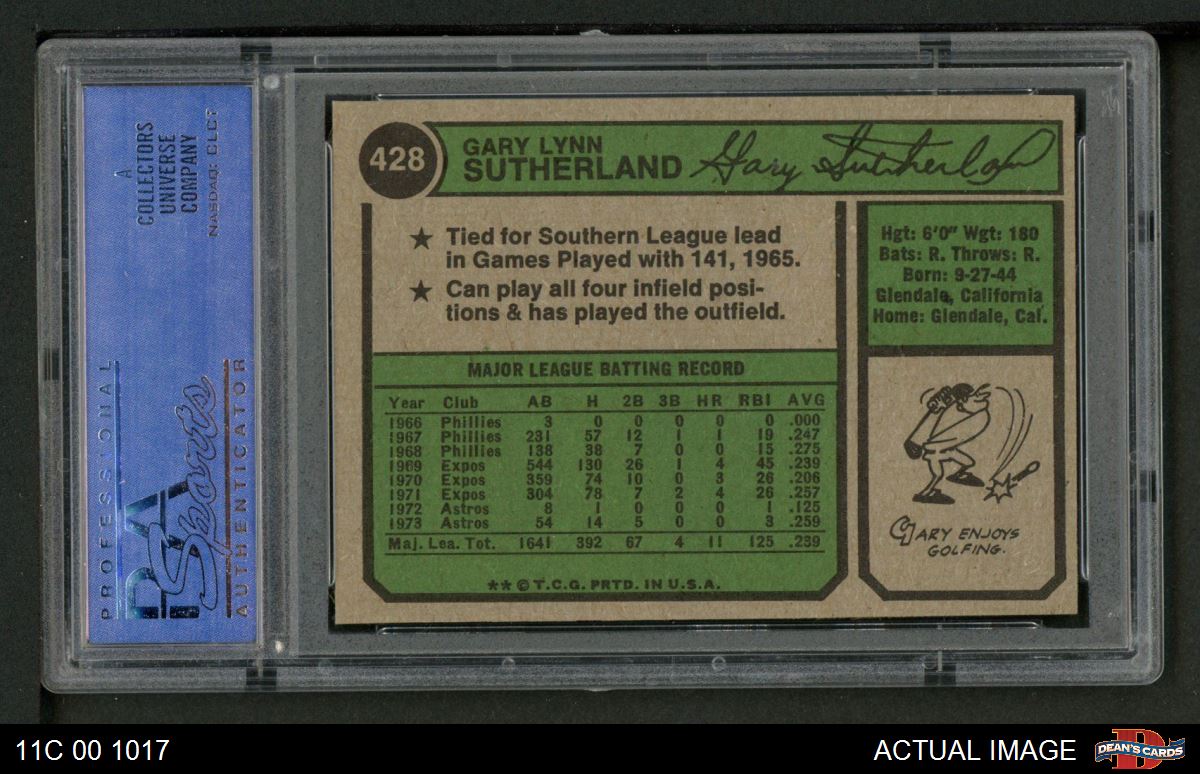 A
COLLECTORS
UNIVERSE
COMPANY
NASDAQ: CLCT
PROFESSIONAL
PSA
Sports
AUTHENTICATOR
428
GARY LYNN
SUTHERLAND
Gary Sutherland
★ Tied for Southern League lead
in Games Played with 141, 1965.
★ Can play all four infield posi-
tions & has played the outfield.
Hgt: 6'0" Wgt: 180
Bats: R. Throws: R.
Born: 9-27-44
Glendale, California
Home: Glendale, Cal.
MAJOR LEAGUE BATTING RECORD
Year Club AB H 2B 3B HR RBI AVG
1966 Phillies 3 0 0 0 0 0 .000
1967 Phillies 231 57 12 1 1 19 .247
1968 Phillies 138 38 7 0 0 15 .275
1969 Expos 544 130 26 1 4 45 .239
1970 Expos 359 74 10 0 3 26 .206
1971 Expos 304 78 7 2 4 26 .257
1972 Astros 8 1 0 0 0 1 .125
1973 Astros 54 14 5 0 0 3 .259
Maj. Lea. Tot. 1641 392 67 4 11 125 .239
** © T.C.G. PRTD. IN U.S.A.
GARY ENJOYS
GOLFING.
11C 00 1017
ACTUAL IMAGE
DEAN'S CARDS